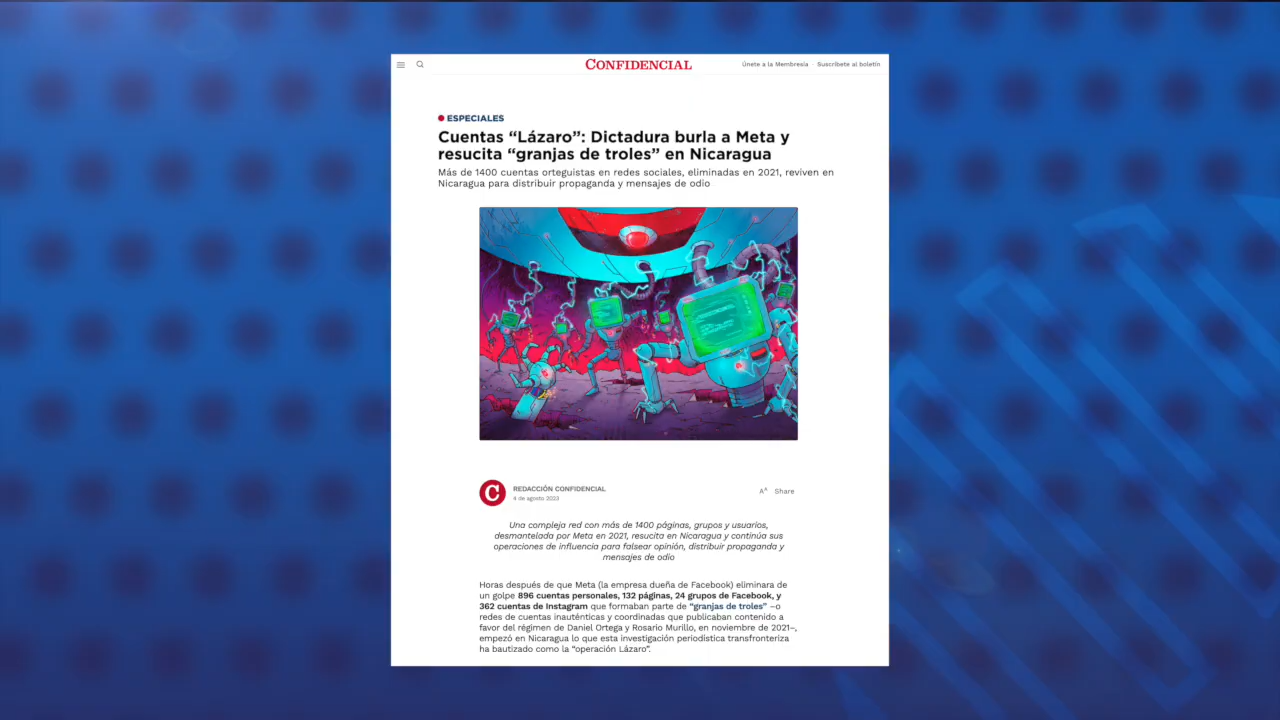 CONFIDENCIAL
Únete a la Membresía · Suscríbete al boletín
ESPECIALES
Cuentas “Lázaro”: Dictadura burla a Meta y
resucita “granjas de troles” en Nicaragua
Más de 1400 cuentas orteguistas en redes sociales, eliminadas en 2021, reviven en
Nicaragua para distribuir propaganda y mensajes de odio
C
REDACCIÓN CONFIDENCIAL
4 de agosto 2023
AA Share
Una compleja red con más de 1400 páginas, grupos y usuarios,
desmantelada por Meta en 2021, resucita en Nicaragua y continúa sus
operaciones de influencia para falsear opinión, distribuir propaganda y
mensajes de odio
Horas después de que Meta (la empresa dueña de Facebook) eliminara de
un golpe 896 cuentas personales, 132 páginas, 24 grupos de Facebook, y
362 cuentas de Instagram que formaban parte de “granjas de troles” –o
redes de cuentas inauténticas y coordinadas que publicaban contenido a
favor del régimen de Daniel Ortega y Rosario Murillo, en noviembre de 2021–,
empezó en Nicaragua lo que esta investigación periodística transfronteriza
ha bautizado como la “operación Lázaro”.